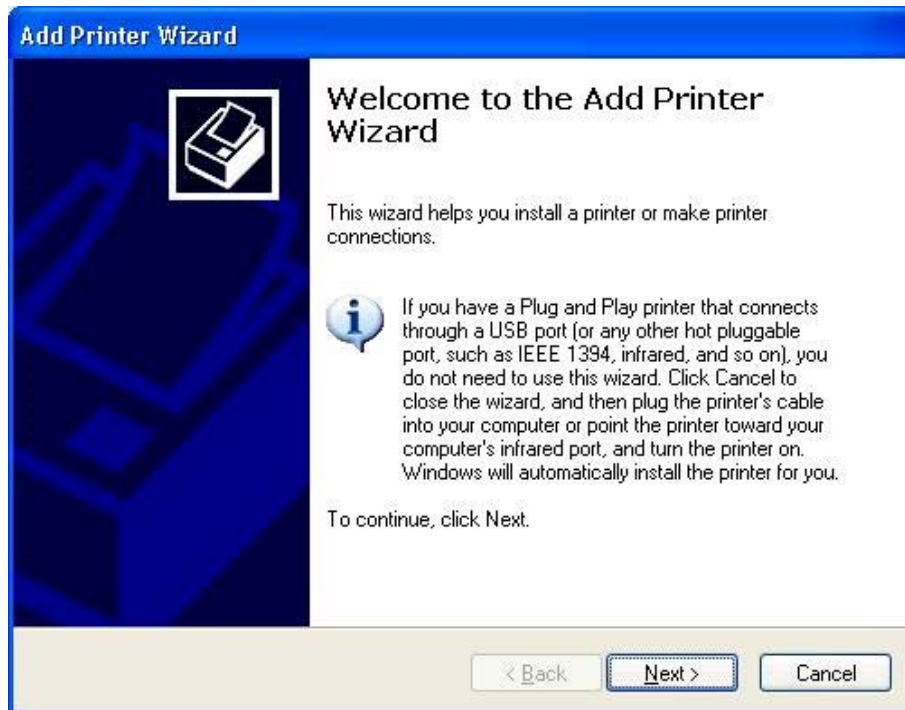 Add Printer Wizard
Welcome to the Add Printer
Wizard
This wizard helps you install a printer or make printer
connections.
If you have a Plug and Play printer that connects
through a USB port (or any other hot pluggable
port, such as IEEE 1394, infrared, and so on), you
do not need to use this wizard. Click Cancel to
close the wizard, and then plug the printer's cable
into your computer or point the printer toward your
computer's infrared port, and turn the printer on.
Windows will automatically install the printer for you.
To continue, click Next.
< Back Next > Cancel